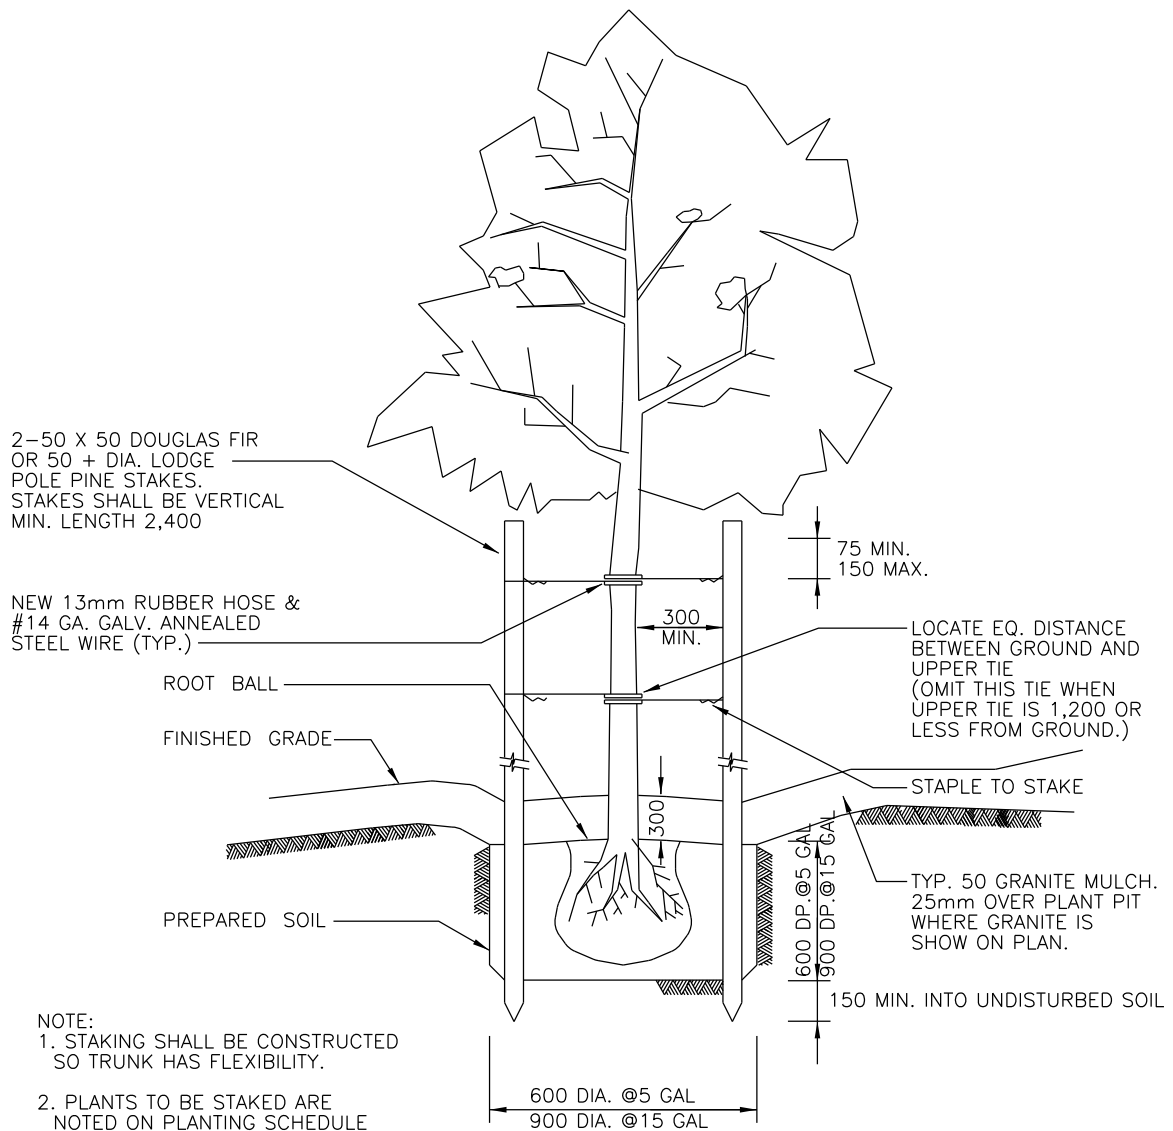 2-50 X 50 DOUGLAS FIR
OR 50 + DIA. LODGE
POLE PINE STAKES.
STAKES SHALL BE VERTICAL
MIN. LENGTH 2,400
75 MIN.
150 MAX.
NEW 13mm RUBBER HOSE &
#14 GA. GALV. ANNEALED
STEEL WIRE (TYP.)
300
MIN.
LOCATE EQ. DISTANCE
BETWEEN GROUND AND
UPPER TIE
(OMIT THIS TIE WHEN
UPPER TIE IS 1,200 OR
LESS FROM GROUND.)
ROOT BALL
FINISHED GRADE
STAPLE TO STAKE
300
600 DP.@5 GAL
900 DP.@15 GAL
TYP. 50 GRANITE MULCH.
25mm OVER PLANT PIT
WHERE GRANITE IS
SHOW ON PLAN.
PREPARED SOIL
150 MIN. INTO UNDISTURBED SOIL
NOTE:
1. STAKING SHALL BE CONSTRUCTED
SO TRUNK HAS FLEXIBILITY.
2. PLANTS TO BE STAKED ARE
NOTED ON PLANTING SCHEDULE
600 DIA. @5 GAL
900 DIA. @15 GAL